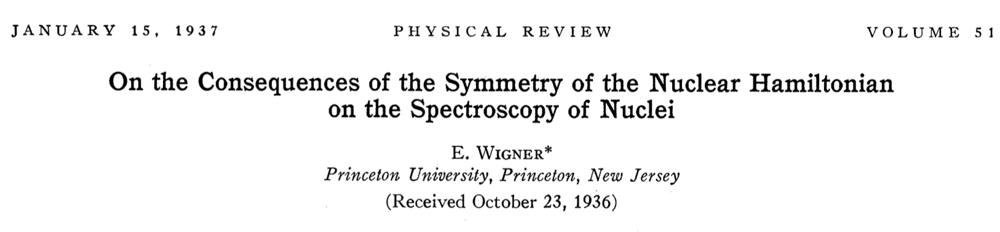 JANUARY 15, 1937 PHYSICAL REVIEW VOLUME 51
On the Consequences of the Symmetry of the Nuclear Hamiltonian
on the Spectroscopy of Nuclei
E. WIGNER*
Princeton University, Princeton, New Jersey
(Received October 23, 1936)